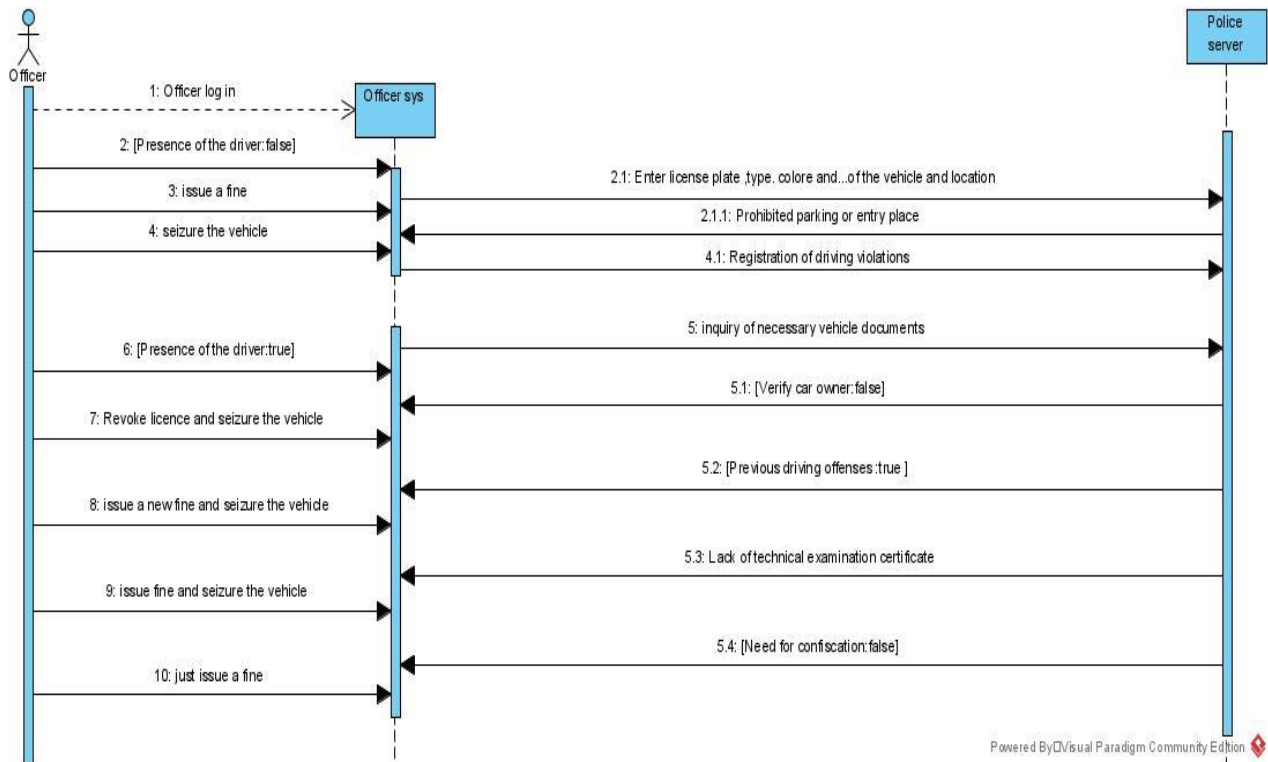 Police
server
Officer
1: Officer log in
Officer sys
2: [Presence of the driver:false]
2.1: Enter license plate ,type. colore and...of the vehicle and location
3: issue a fine
2.1.1: Prohibited parking or entry place
4: seizure the vehicle
4.1: Registration of driving violations
5: inquiry of necessary vehicle documents
6: [Presence of the driver:true]
5.1: [Verify car owner:false]
7: Revoke licence and seizure the vehicle
5.2: [Previous driving offenses :true ]
8: issue a new fine and seizure the vehicle
5.3: Lack of technical examination certificate
9: issue fine and seizure the vehicle
5.4: [Need for confiscation:false]
10: just issue a fine
Powered By□Visual Paradigm Community Edition